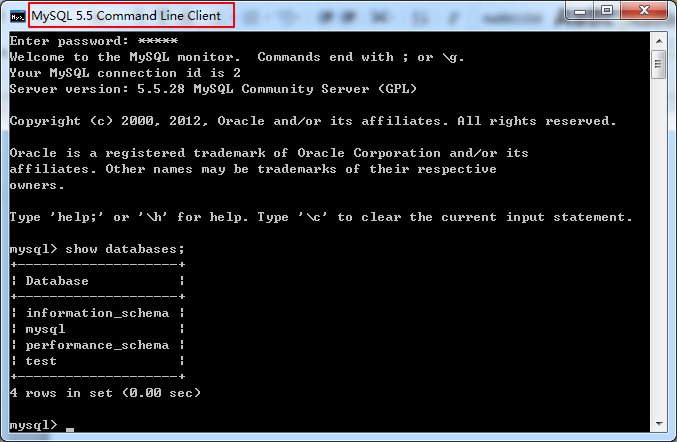 MySQL 5.5 Command Line Client
Enter password: *****
Welcome to the MySQL monitor.  Commands end with ; or \g.
Your MySQL connection id is 2
Server version: 5.5.28 MySQL Community Server (GPL)

Copyright (c) 2000, 2012, Oracle and/or its affiliates. All rights reserved.

Oracle is a registered trademark of Oracle Corporation and/or its
affiliates. Other names may be trademarks of their respective
owners.

Type 'help;' or '\h' for help. Type '\c' to clear the current input statement.

mysql> show databases;
+--------------------+
| Database           |
+--------------------+
| information_schema |
| mysql              |
| performance_schema |
| test               |
+--------------------+
4 rows in set (0.00 sec)

mysql> _